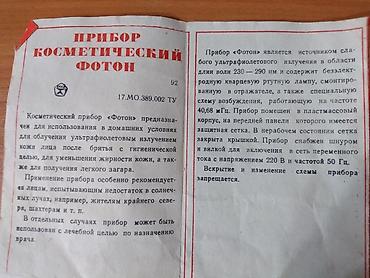 ПРИБОР
КОСМЕТИЧЕСКИЙ
ФОТОН
92
17.МО.389.002 ТУ
Косметический прибор «Фотон» предназна-
чен для использования в домашних условиях
для облучения ультрафиолетовым излучением
кожи лица после бритья с гигиенической
целью, для уменьшения жирности кожи, а так-
же для получения легкого загара.
Применение прибора особенно рекомендует-
ся лицам, испытывающим недостаток в солнеч-
ных лучах, например, жителям крайнего севе-
ра, шахтерам и т. п.
В отдельных случаях прибор может быть
использован с лечебной целью по назначению
врача.
Прибор «Фотон» является источником сла-
бого ультрафиолетового излучения в области
длин волн 230 — 290 нм и содержит безэлект-
родную кварцевую ртутную лампу, смонтиро-
ванную в отражателе, а также специальную
схему возбуждения, работающую на частоте
40,68 мГц. Прибор помещен в пластмассовый
корпус, на передней панели которого имеется
защитная сетка. В нерабочем состоянии сетка
закрыта крышкой. Прибор снабжен шнуром
и вилкой для включения в сеть переменного
тока с напряжением 220 В и частотой 50 Гц.
Вскрытие и изменение схемы прибора
запрещается.